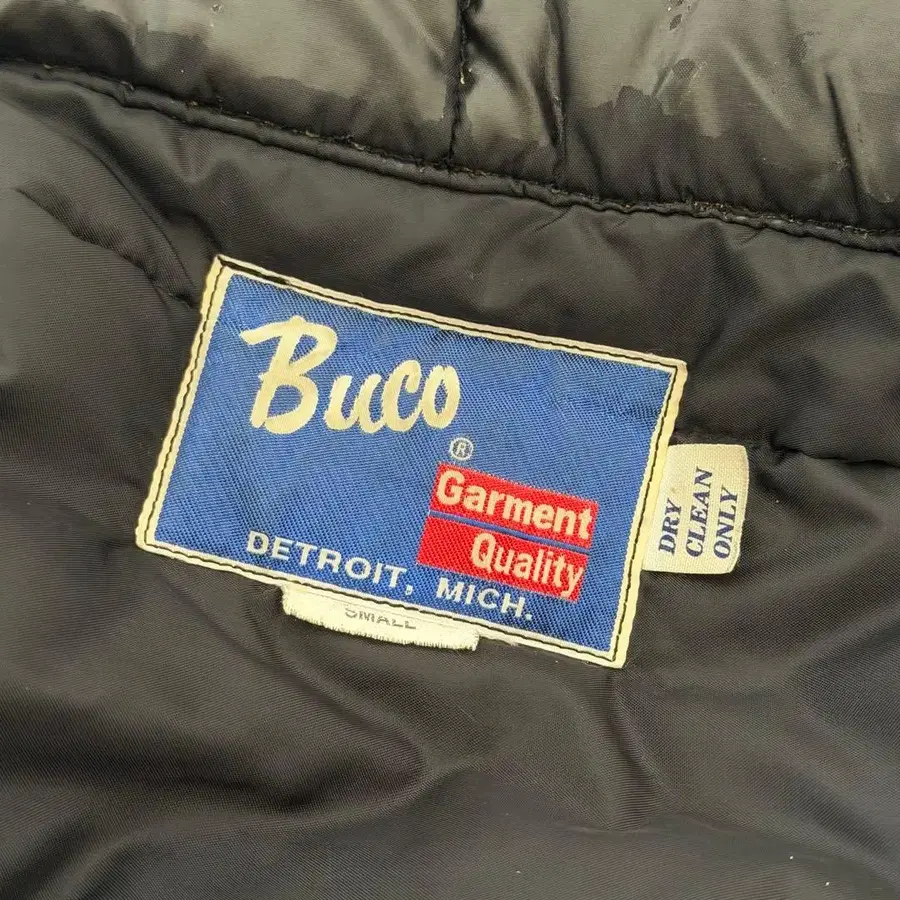 Buco
®
Garment
Quality
DETROIT, MICH.
SMALL
DRY
CLEAN
ONLY